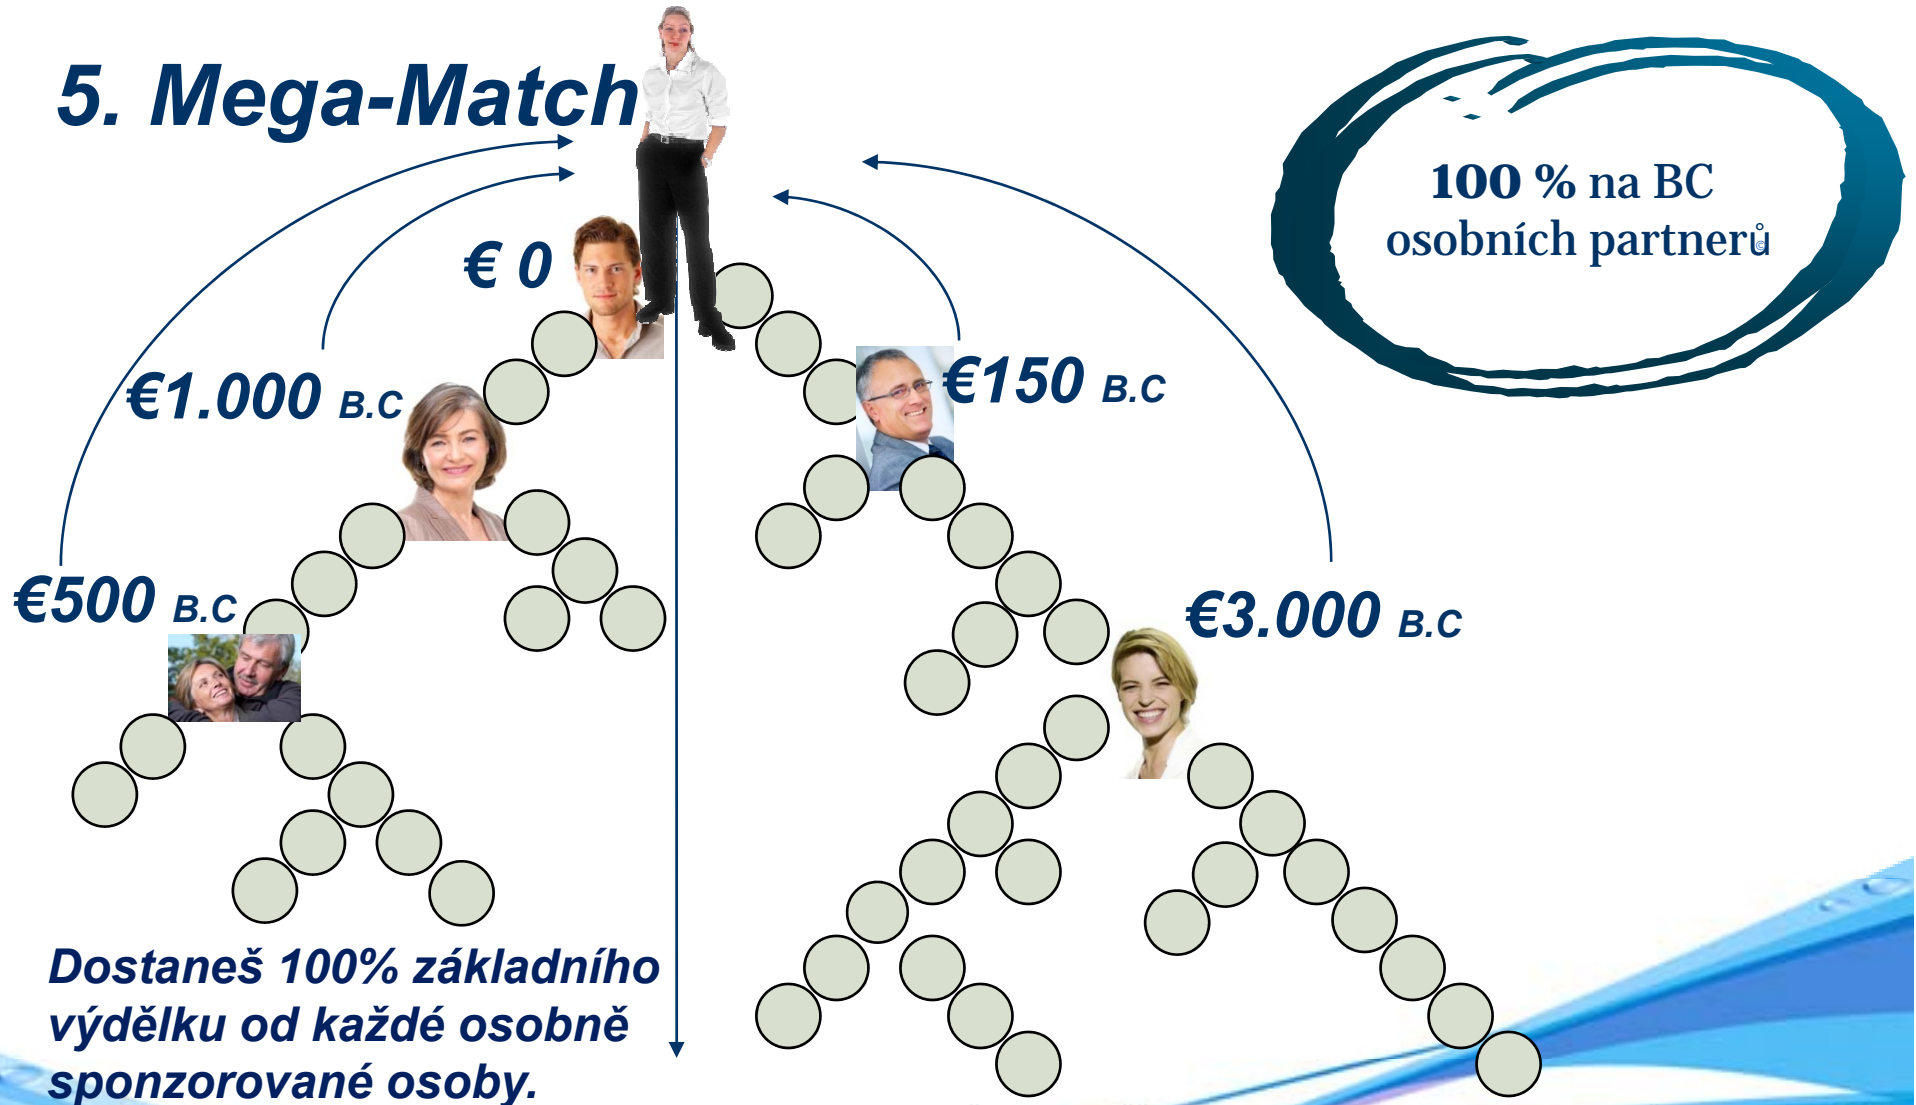 5. Mega-Match
100 % na BC
osobních partnerů
©
€ 0
€1.000 B.C
€150 B.C
€500 B.C
€3.000 B.C
Dostaneš 100% základního
výdělku od každé osobně
sponzorované osoby.